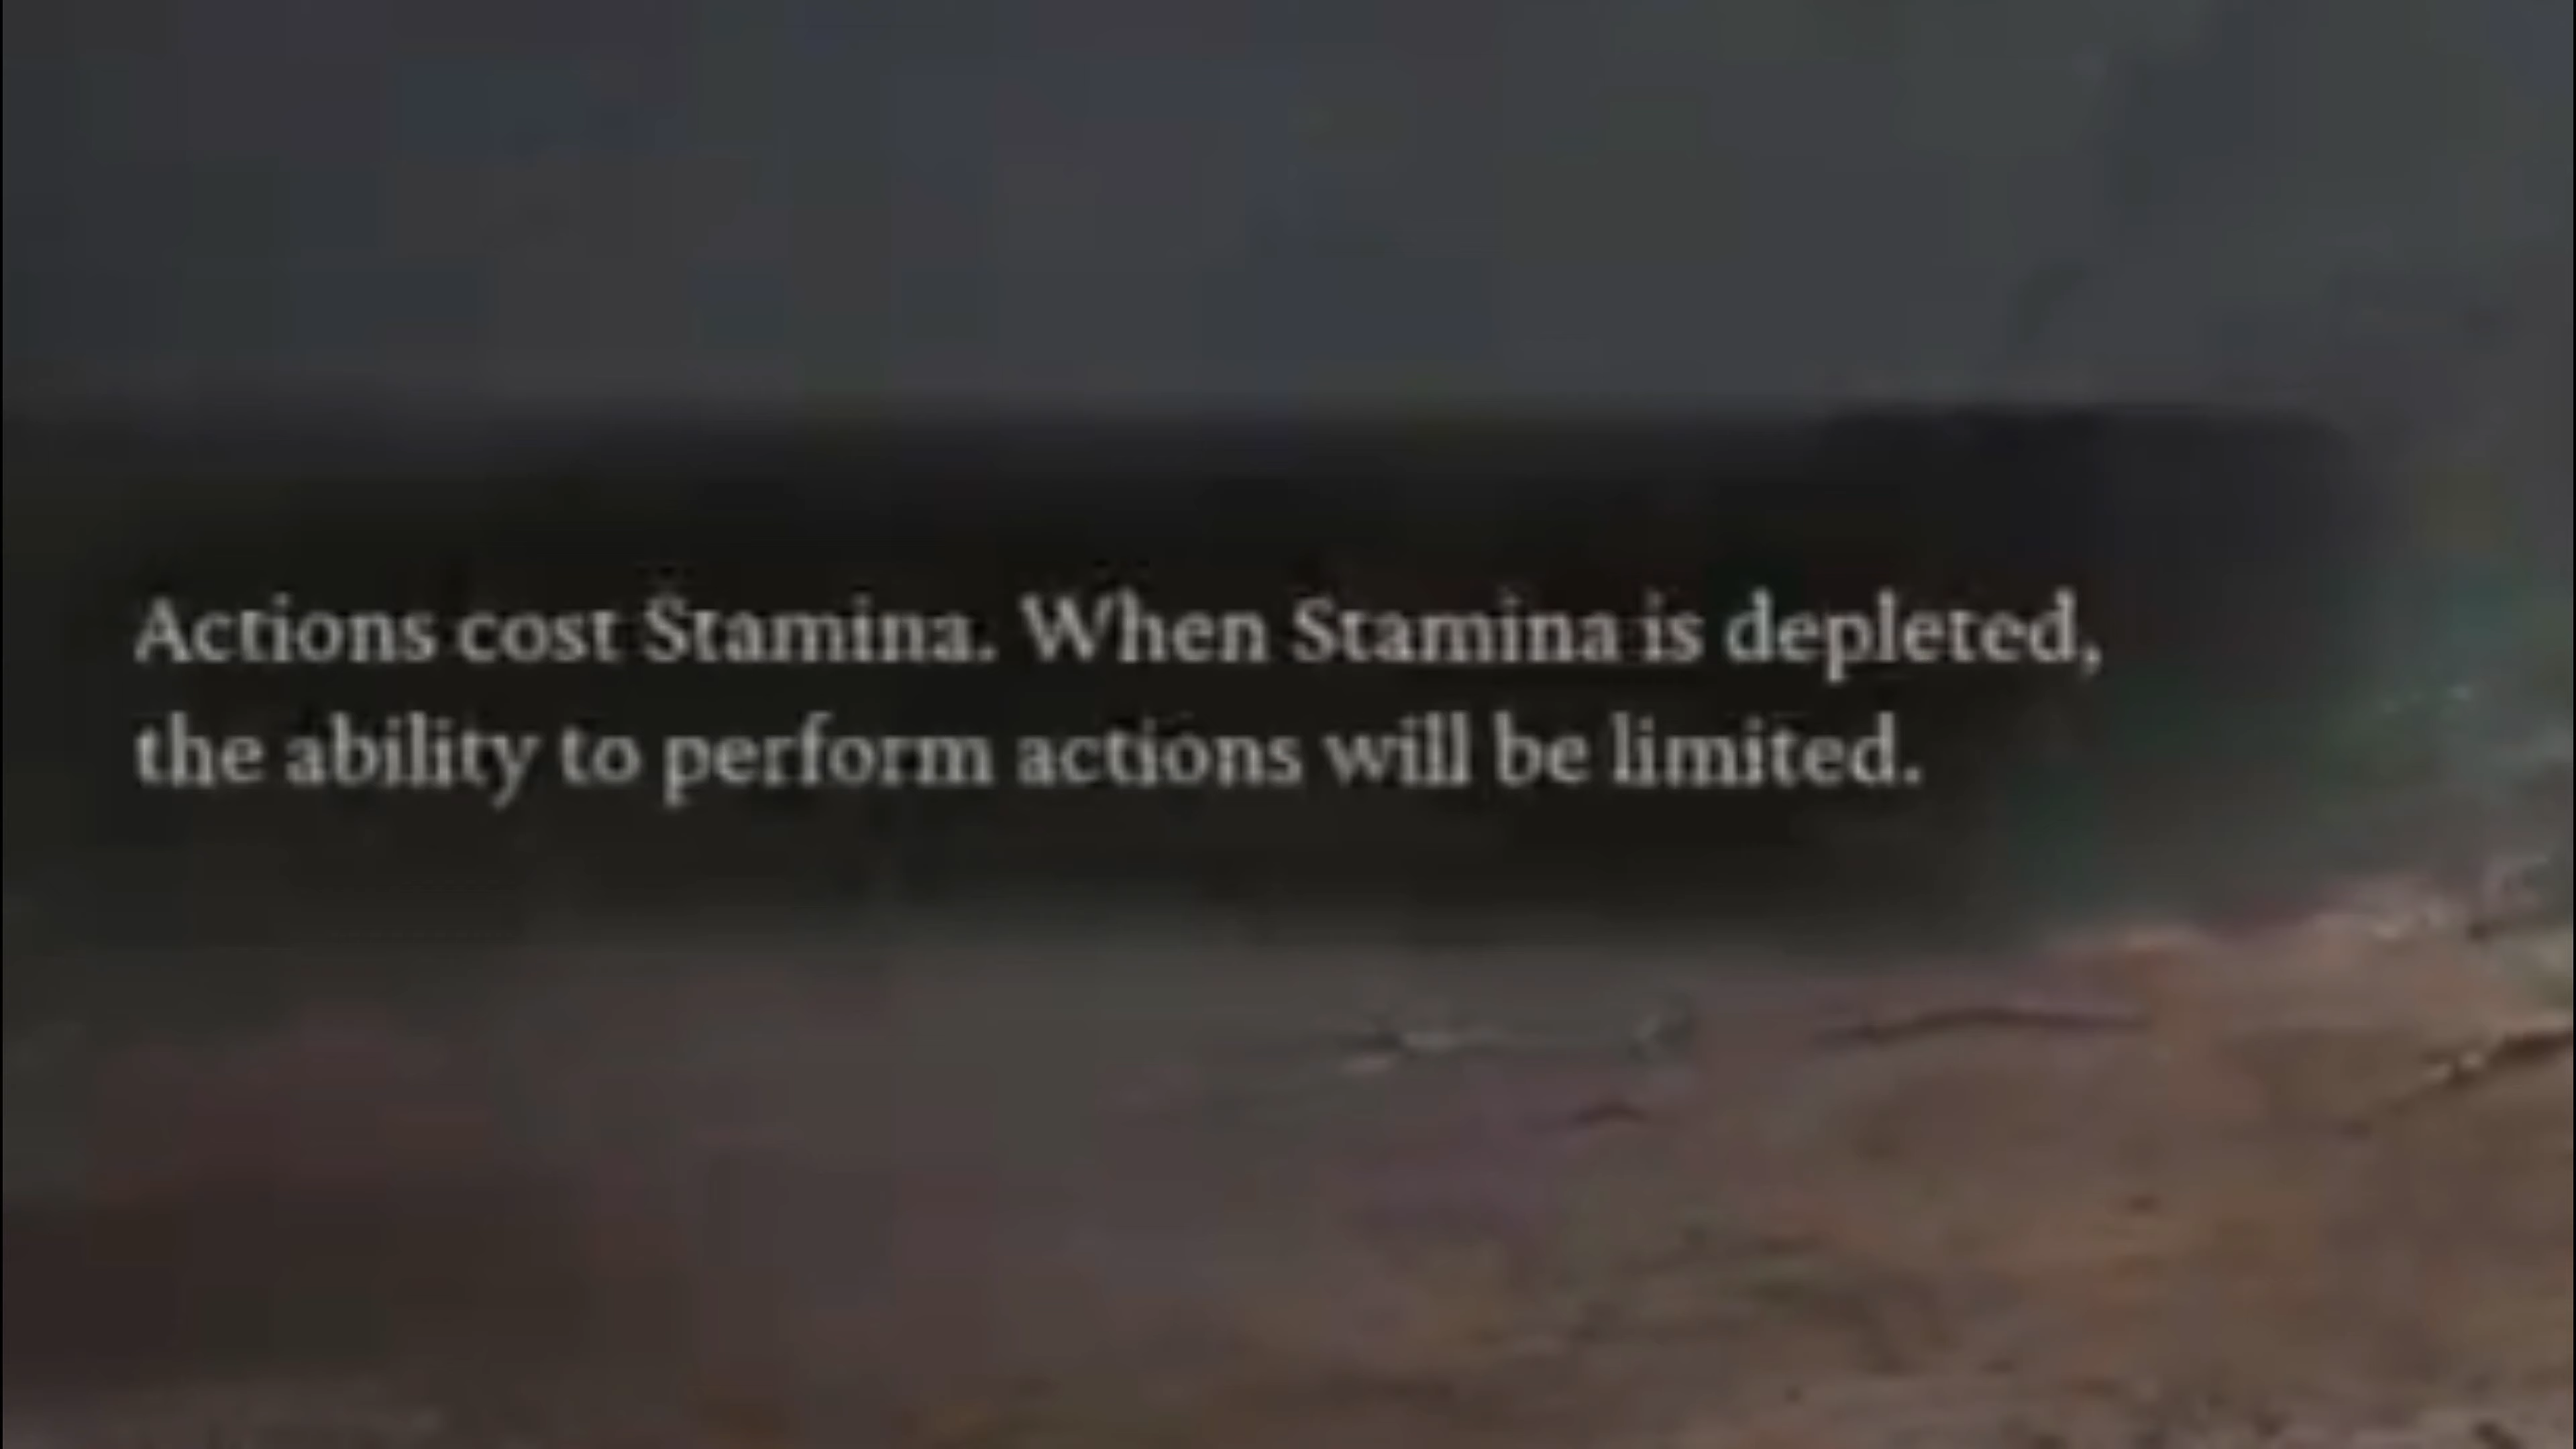 Actions cost Stamina. When Stamina is depleted,
the ability to perform actions will be limited.